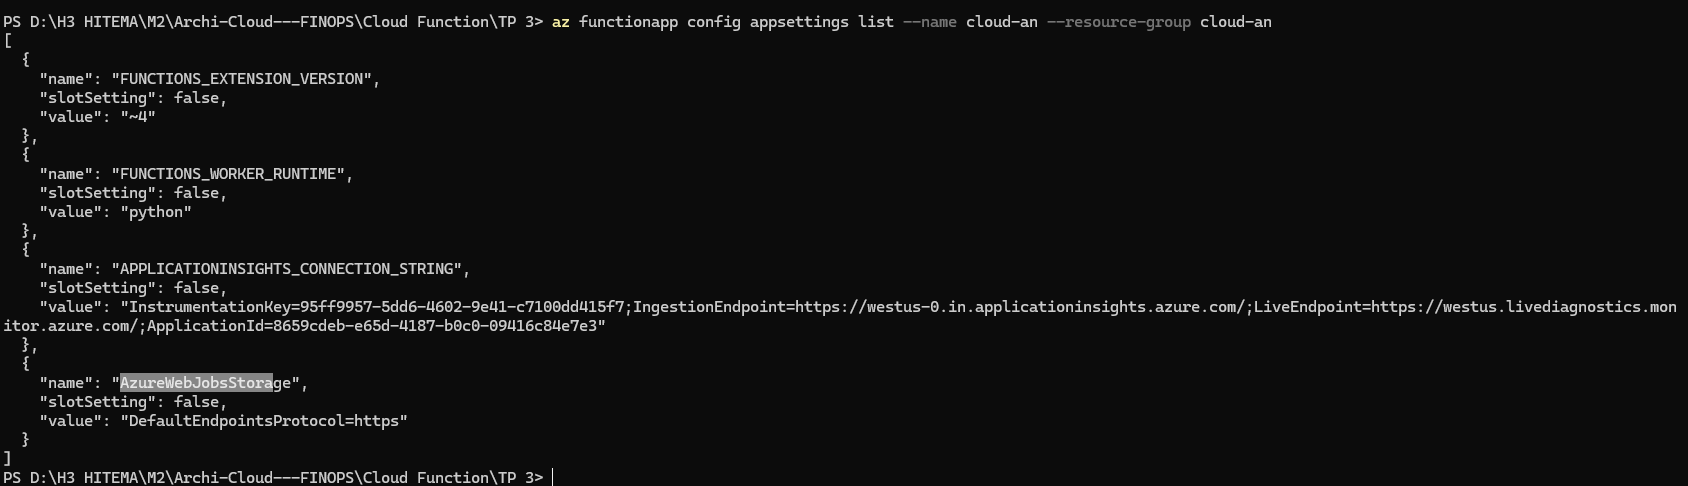 PS D:\H3 HITEMA\M2\Archi-Cloud---FINOPS\Cloud Function\TP 3> az functionapp config appsettings list --name cloud-an --resource-group cloud-an
[
  {
    "name": "FUNCTIONS_EXTENSION_VERSION",
    "slotSetting": false,
    "value": "~4"
  },
  {
    "name": "FUNCTIONS_WORKER_RUNTIME",
    "slotSetting": false,
    "value": "python"
  },
  {
    "name": "APPLICATIONINSIGHTS_CONNECTION_STRING",
    "slotSetting": false,
    "value": "InstrumentationKey=95ff9957-5dd6-4602-9e41-c7100dd415f7;IngestionEndpoint=https://westus-0.in.applicationinsights.azure.com/;LiveEndpoint=https://westus.livediagnostics.mon
itor.azure.com/;ApplicationId=8659cdeb-e65d-4187-b0c0-09416c84e7e3"
  },
  {
    "name": "AzureWebJobsStorage",
    "slotSetting": false,
    "value": "DefaultEndpointsProtocol=https"
  }
]
PS D:\H3 HITEMA\M2\Archi-Cloud---FINOPS\Cloud Function\TP 3>